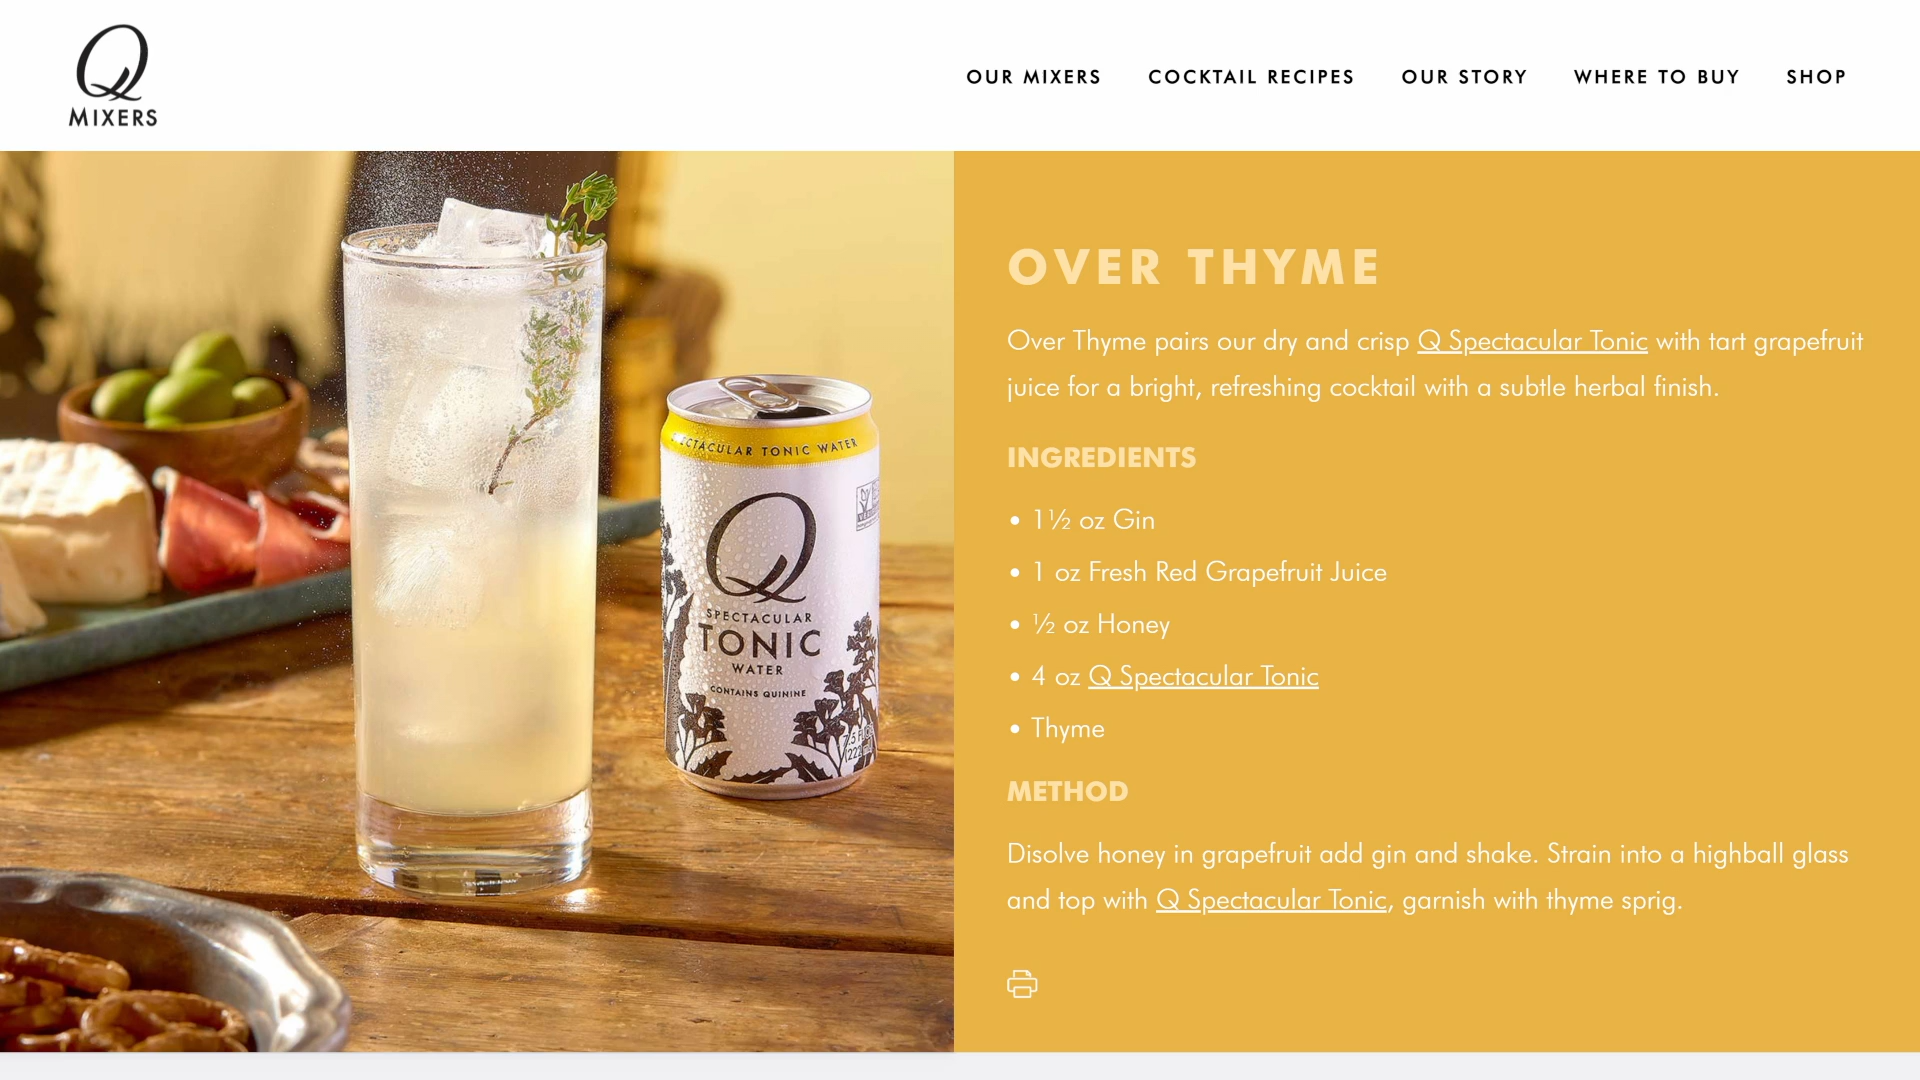 Q
MIXERS
OUR MIXERS
COCKTAIL RECIPES
OUR STORY
WHERE TO BUY
SHOP
TACULAR TONIC WATER
Q
SPECTACULAR
TONIC
WATER
CONTAINS QUININE
OVER THYME
Over Thyme pairs our dry and crisp Q Spectacular Tonic with tart grapefruit
juice for a bright, refreshing cocktail with a subtle herbal finish.
INGREDIENTS
• 1½ oz Gin
• 1 oz Fresh Red Grapefruit Juice
• ½ oz Honey
• 4 oz Q Spectacular Tonic
• Thyme
METHOD
Disolve honey in grapefruit add gin and shake. Strain into a highball glass
and top with Q Spectacular Tonic, garnish with thyme sprig.